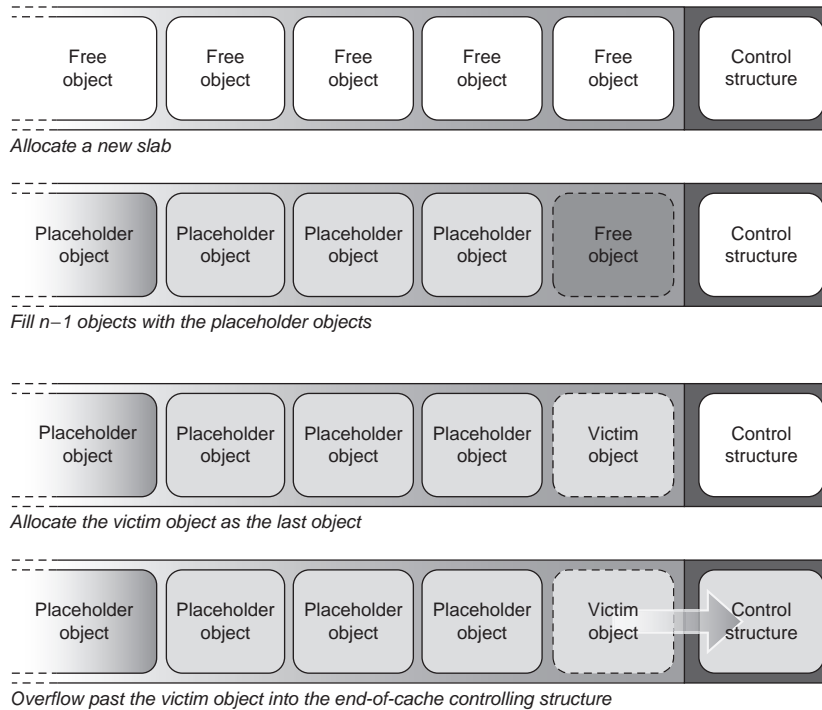 Free object
Free object
Free object
Free object
Free object
Control structure
Allocate a new slab
Placeholder object
Placeholder object
Placeholder object
Placeholder object
Free object
Control structure
Fill n–1 objects with the placeholder objects
Placeholder object
Placeholder object
Placeholder object
Placeholder object
Victim object
Control structure
Allocate the victim object as the last object
Placeholder object
Placeholder object
Placeholder object
Placeholder object
Victim object
Control structure
Overflow past the victim object into the end-of-cache controlling structure